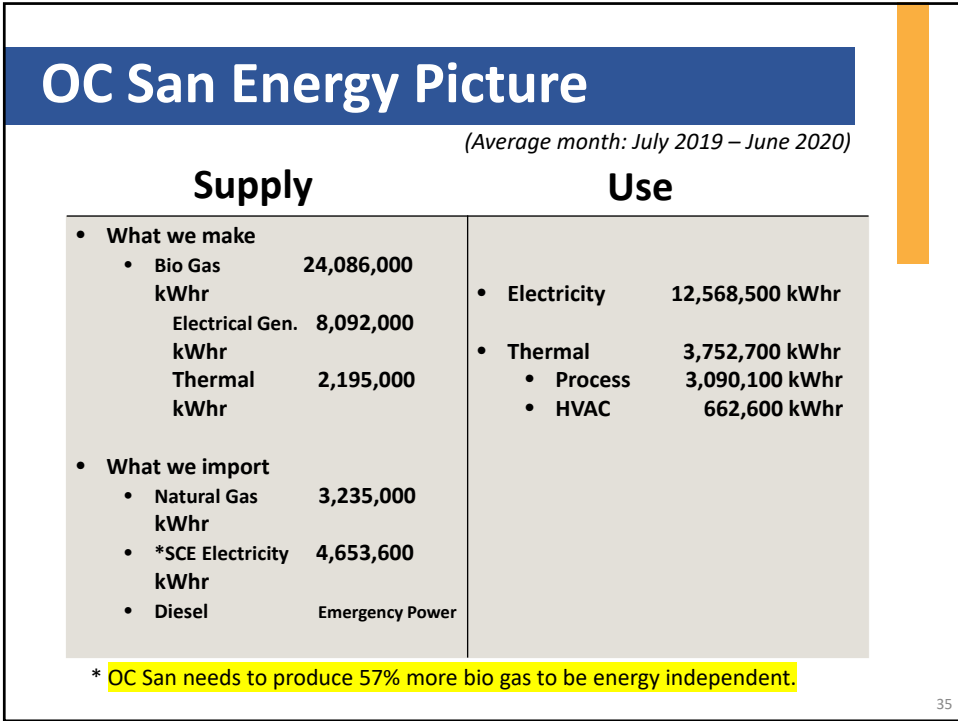 OC San Energy Picture
(Average month: July 2019 – June 2020)
Supply
• What we make
• Bio Gas 24,086,000
kWhr
Electrical Gen. 8,092,000
kWhr
Thermal 2,195,000
kWhr
• What we import
• Natural Gas 3,235,000
kWhr
• *SCE Electricity 4,653,600
kWhr
• Diesel Emergency Power
Use
• Electricity 12,568,500 kWhr
• Thermal 3,752,700 kWhr
• Process 3,090,100 kWhr
• HVAC 662,600 kWhr
* OC San needs to produce 57% more bio gas to be energy independent.
35